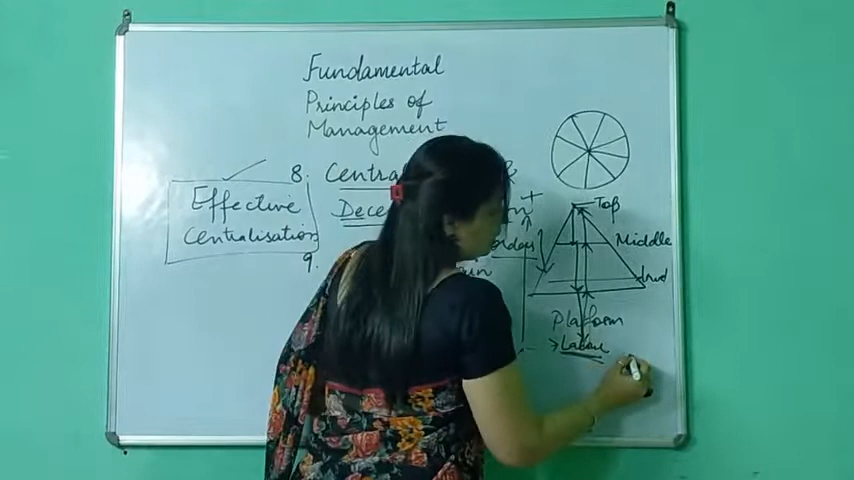 Fundamental
Principles of
Management
8. Centra
Dece
n +
Effective
Centralisation
9.
Top
Middle
Platform
Labour